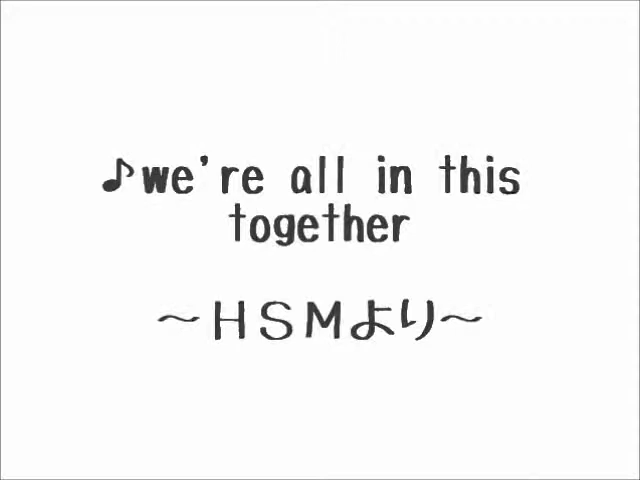 ♪we're all in this
together
～ＨＳＭより～